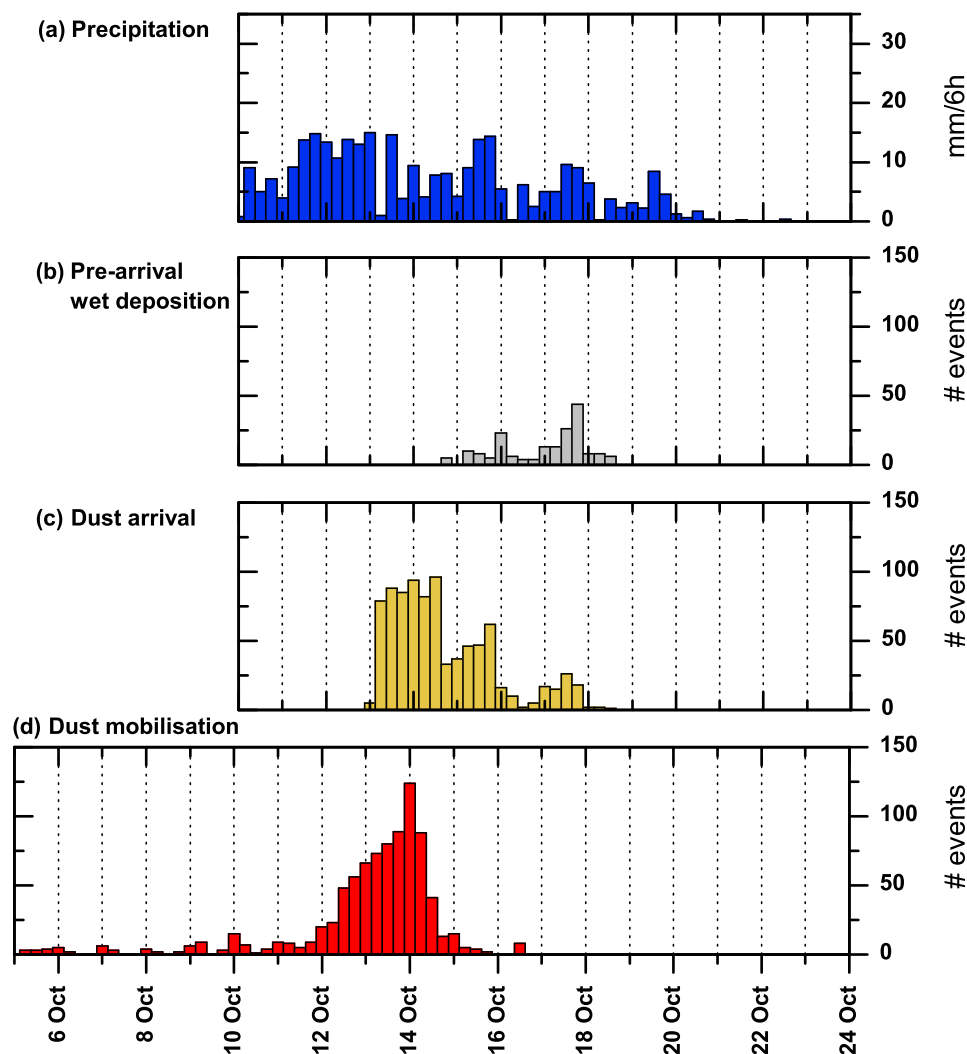 (a) Precipitation
30
20
10
0
mm/6h
(b) Pre-arrival
wet deposition
150
100
50
0
# events
(c) Dust arrival
150
100
50
0
# events
(d) Dust mobilisation
150
100
50
0
# events
6 Oct
8 Oct
10 Oct
12 Oct
14 Oct
16 Oct
18 Oct
20 Oct
22 Oct
24 Oct